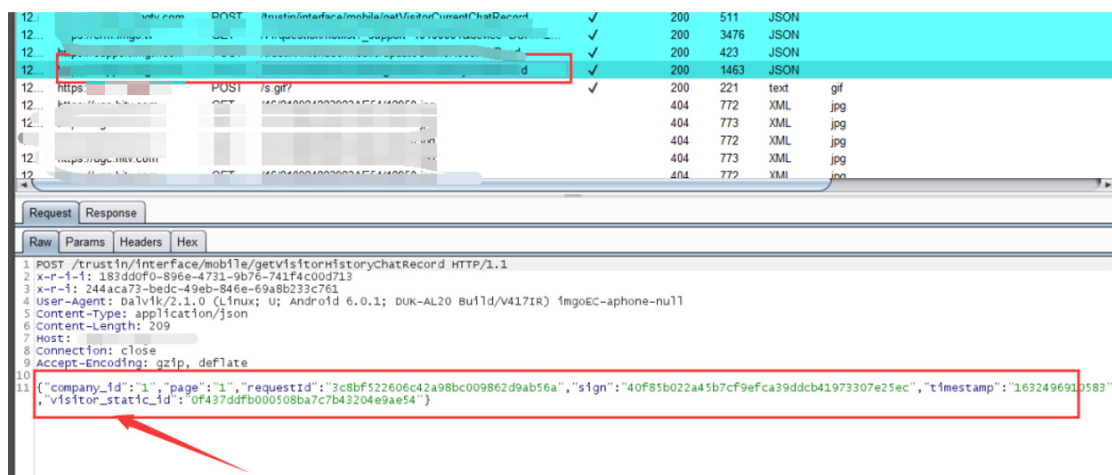 12... POST /trustin/interface/mobile/getVisitorCurrentChatRecord ✓ 200 511 JSON
12... ✓ 200 3476 JSON
12... ✓ 200 423 JSON
12... d ✓ 200 1463 JSON
12... https: POST /s.gif? ✓ 200 221 text gif
12... 404 772 XML jpg
12... 404 773 XML jpg
404 772 XML jpg
12. 404 773 XML jpg
12 404 772 XML jpg
Request Response
Raw Params Headers Hex
1 POST /trustin/interface/mobile/getVisitorHistoryChatRecord HTTP/1.1
2 x-r-i-i: 183dd0f0-896e-4731-9b76-741f4c00d713
3 x-r-i: 244aca73-bedc-49eb-846e-69a8b233c761
4 User-Agent: Dalvik/2.1.0 (Linux; U; Android 6.0.1; DUK-AL20 Build/V417IR) imgoEC-aphone-null
5 Content-Type: application/json
6 Content-Length: 209
7 Host:
8 Connection: close
9 Accept-Encoding: gzip, deflate
10
11 {"company_id":"1","page":"1","requestId":"3c8bf522606c42a98bc009862d9ab56a","sign":"40f85b022a45b7cf9efca39ddcb41973307e25ec","timestamp":"1632496910583"
,"visitor_static_id":"0f437ddfb000508ba7c7b43204e9ae54"}